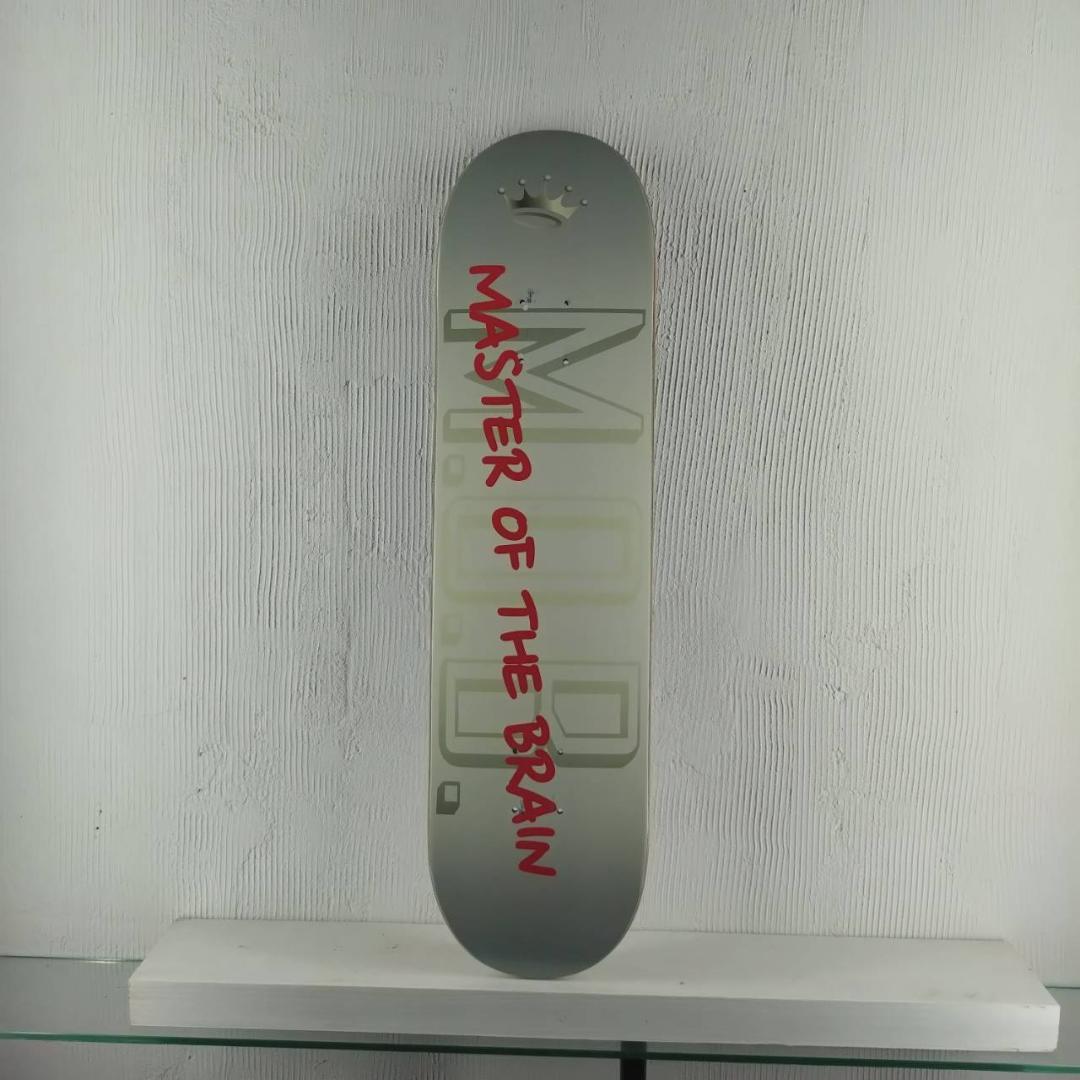 MASTER OF THE BRAIN
M.O.B.